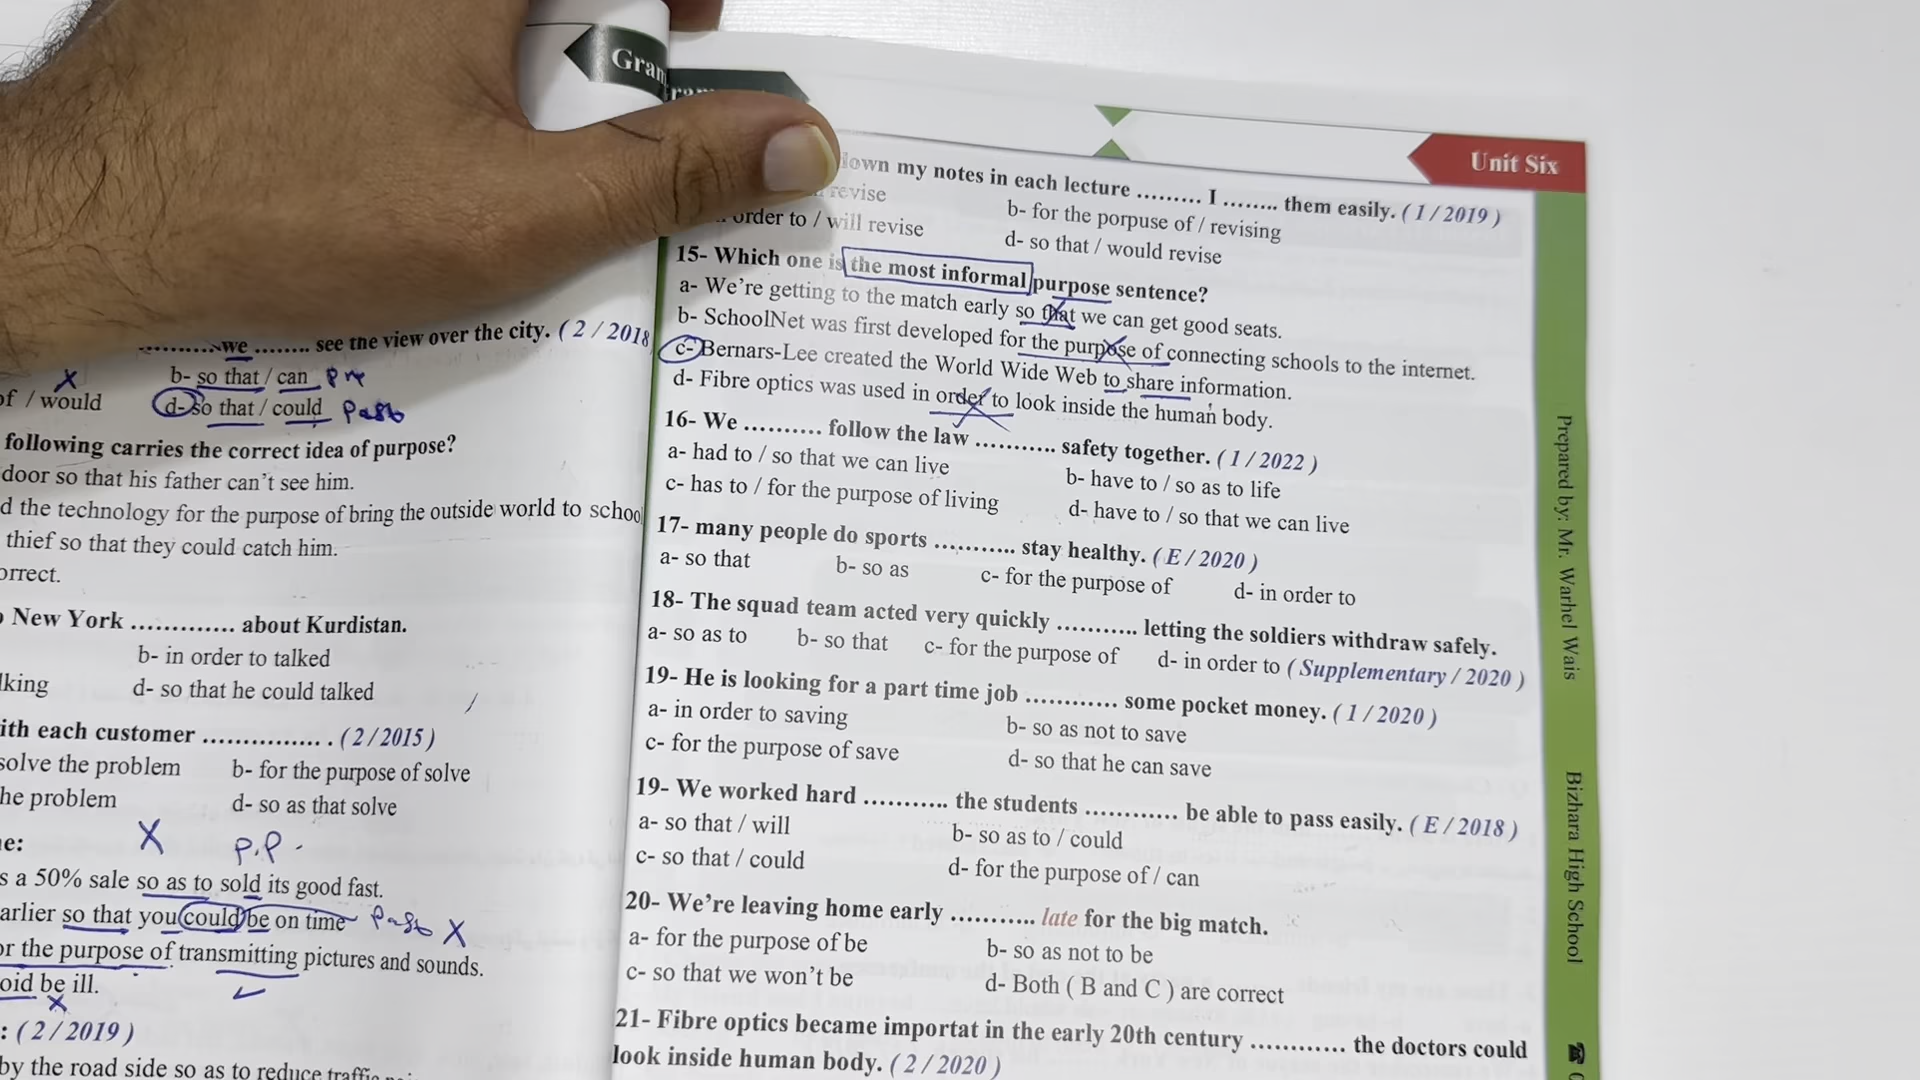 Gran
we ........ see the view over the city. ( 2 / 2018
X b- so that / can
of / would d- so that / could Past
following carries the correct idea of purpose?
door so that his father can't see him.
d the technology for the purpose of bring the outside world to school
thief so that they could catch him.
orrect.
New York ............. about Kurdistan.
b- in order to talked
lking d- so that he could talked
ith each customer ................ . ( 2 / 2015 )
solve the problem b- for the purpose of solve
he problem d- so as that solve
X P.P
e:
s a 50% sale so as to sold its good fast.
arlier so that you could be on time Past X
or the purpose of transmitting pictures and sounds.
oid be ill.
X
: ( 2 / 2019 )
by the road side so as to reduce traffic
Unit Six
down my notes in each lecture ......... I ........ them easily. ( 1 / 2019 )
revise b- for the porpuse of / revising
order to / will revise d- so that / would revise
15- Which one is the most informal purpose sentence?
a- We're getting to the match early so that we can get good seats.
b- SchoolNet was first developed for the purpose of connecting schools to the internet.
c- Bernars-Lee created the World Wide Web to share information.
d- Fibre optics was used in order to look inside the human body.
16- We .......... follow the law .......... safety together. ( 1 / 2022 )
a- had to / so that we can live b- have to / so as to life
c- has to / for the purpose of living d- have to / so that we can live
17- many people do sports ........... stay healthy. ( E / 2020 )
a- so that b- so as c- for the purpose of d- in order to
18- The squad team acted very quickly ........... letting the soldiers withdraw safely.
a- so as to b- so that c- for the purpose of d- in order to ( Supplementary / 2020 )
19- He is looking for a part time job ............ some pocket money. ( 1 / 2020 )
a- in order to saving b- so as not to save
c- for the purpose of save d- so that he can save
19- We worked hard ........... the students ............ be able to pass easily. ( E / 2018 )
a- so that / will b- so as to / could
c- so that / could d- for the purpose of / can
20- We're leaving home early ........... late for the big match.
a- for the purpose of be b- so as not to be
c- so that we won't be d- Both ( B and C ) are correct
21- Fibre optics became importat in the early 20th century ............ the doctors could
look inside human body. ( 2 / 2020 )
Prepared by: Mr. Warhel Wais
Bizhara High School